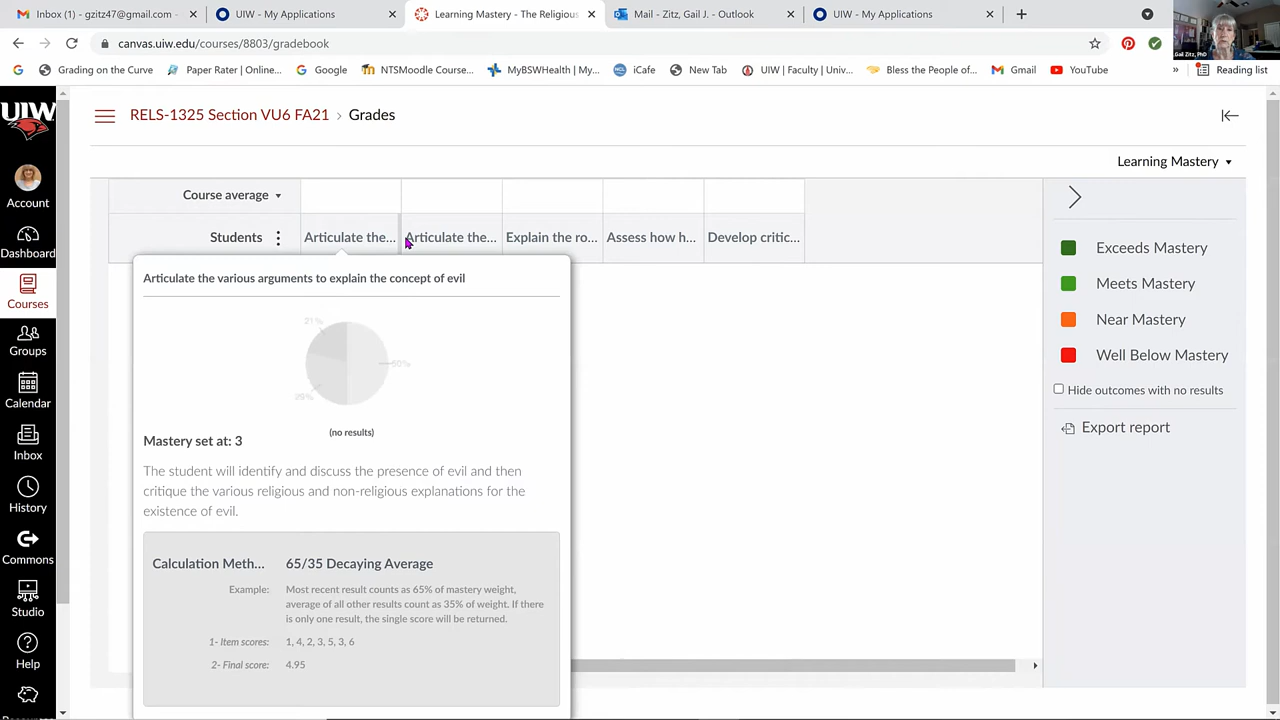 Inbox (1) - gzitz47@gmail.com -
UIW - My Applications
Learning Mastery - The Religious
Mail - Zitz, Gail J. - Outlook
UIW - My Applications
canvas.uiw.edu/courses/8803/gradebook
Gail Zitz, PhD
Grading on the Curve
Paper Rater | Online...
Google
NTSMoodle Course...
MyBSWHealth | My...
iCafe
New Tab
UIW | Faculty | Univ...
Bless the People of...
Gmail
YouTube
»
Reading list
UIW
Account
Dashboard
Courses
Groups
Calendar
Inbox
History
Commons
Studio
Help
RELS-1325 Section VU6 FA21 › Grades
Learning Mastery
Course average
Students
Articulate the...
Articulate the...
Explain the ro...
Assess how h...
Develop critic...
Articulate the various arguments to explain the concept of evil
21%
50%
29%
(no results)
Mastery set at: 3
The student will identify and discuss the presence of evil and then
critique the various religious and non-religious explanations for the
existence of evil.
Calculation Meth... 65/35 Decaying Average
Example: Most recent result counts as 65% of mastery weight,
average of all other results count as 35% of weight. If there
is only one result, the single score will be returned.
1- Item scores: 1, 4, 2, 3, 5, 3, 6
2- Final score: 4.95
Exceeds Mastery
Meets Mastery
Near Mastery
Well Below Mastery
Hide outcomes with no results
Export report